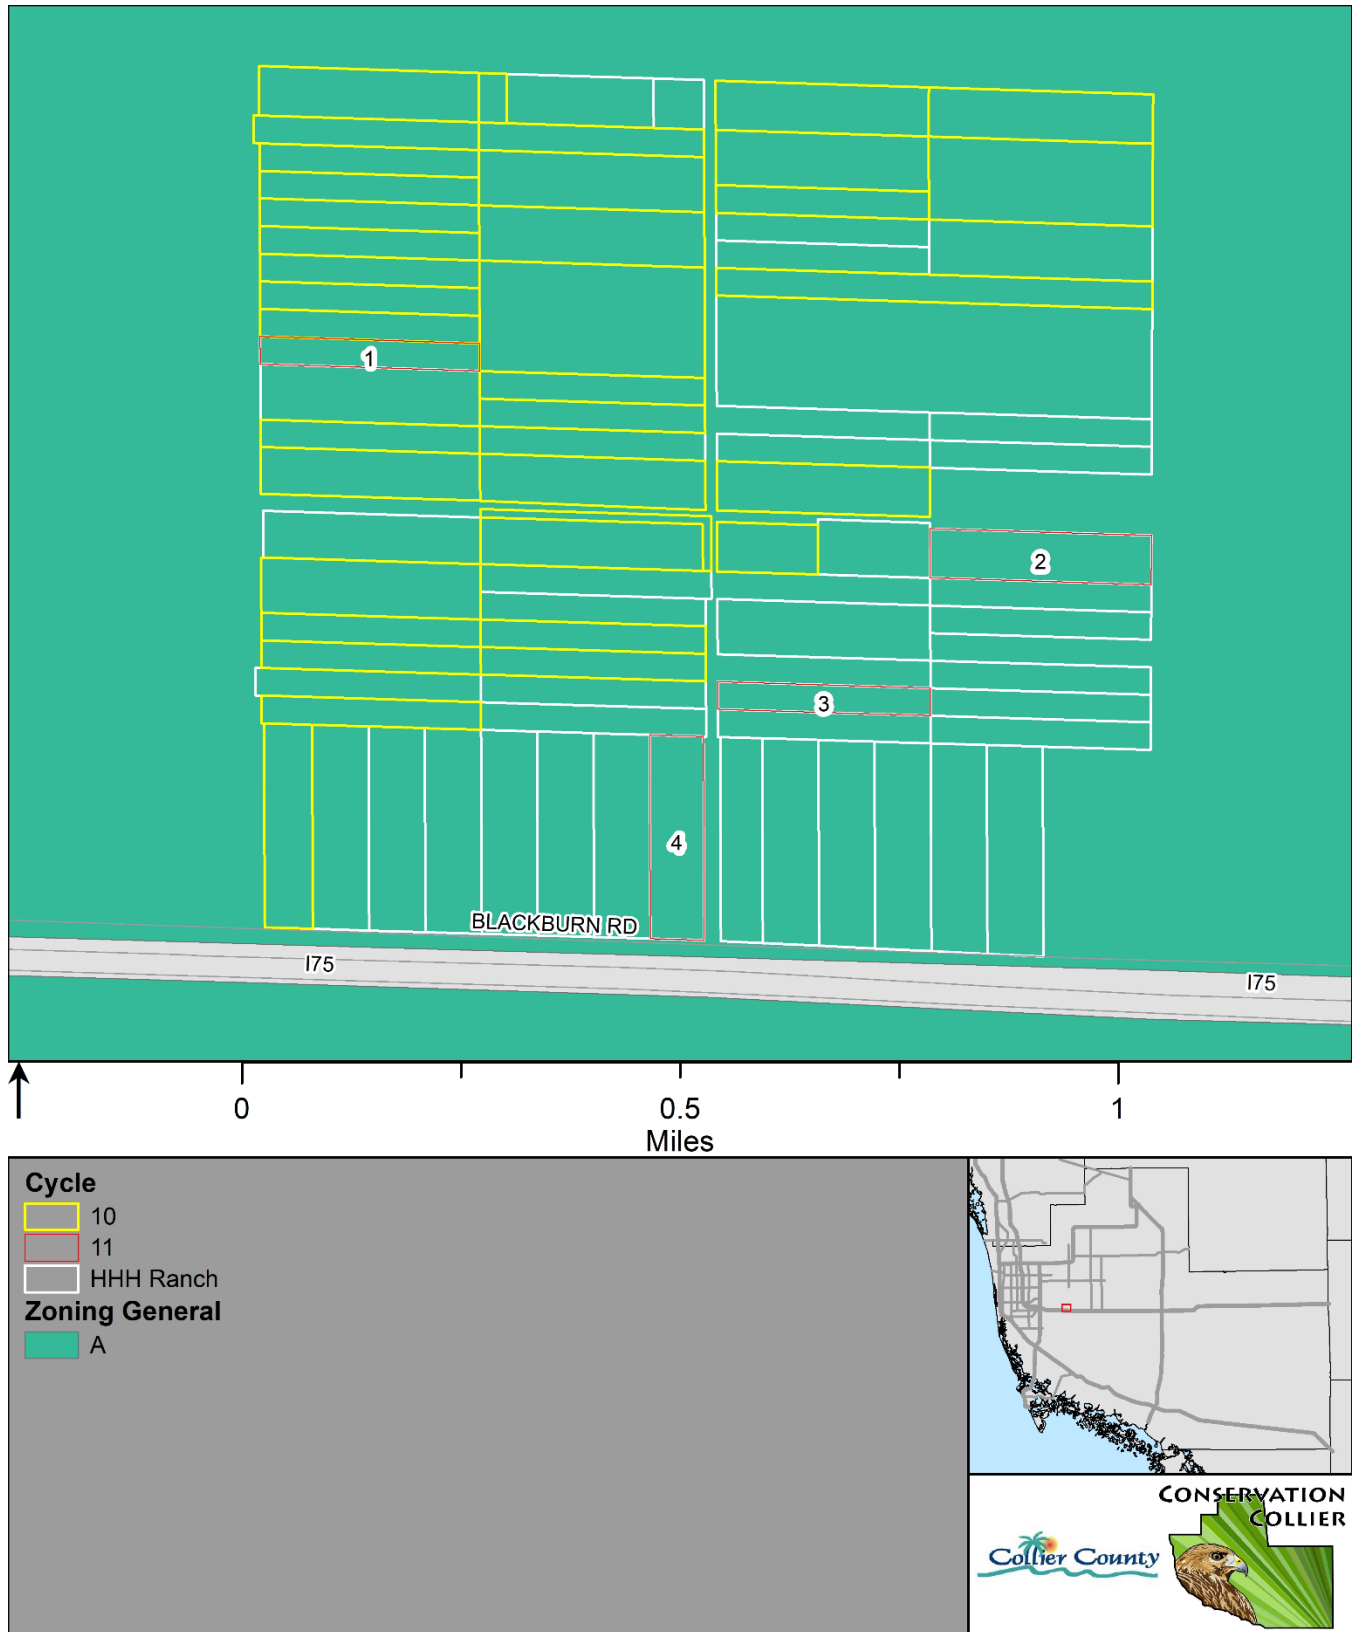 1
2
3
4
BLACKBURN RD
I75
I75
0
0.5
1
Miles
Cycle
10
11
HHH Ranch
Zoning General
A
CONSERVATION
COLLIER
Collier County